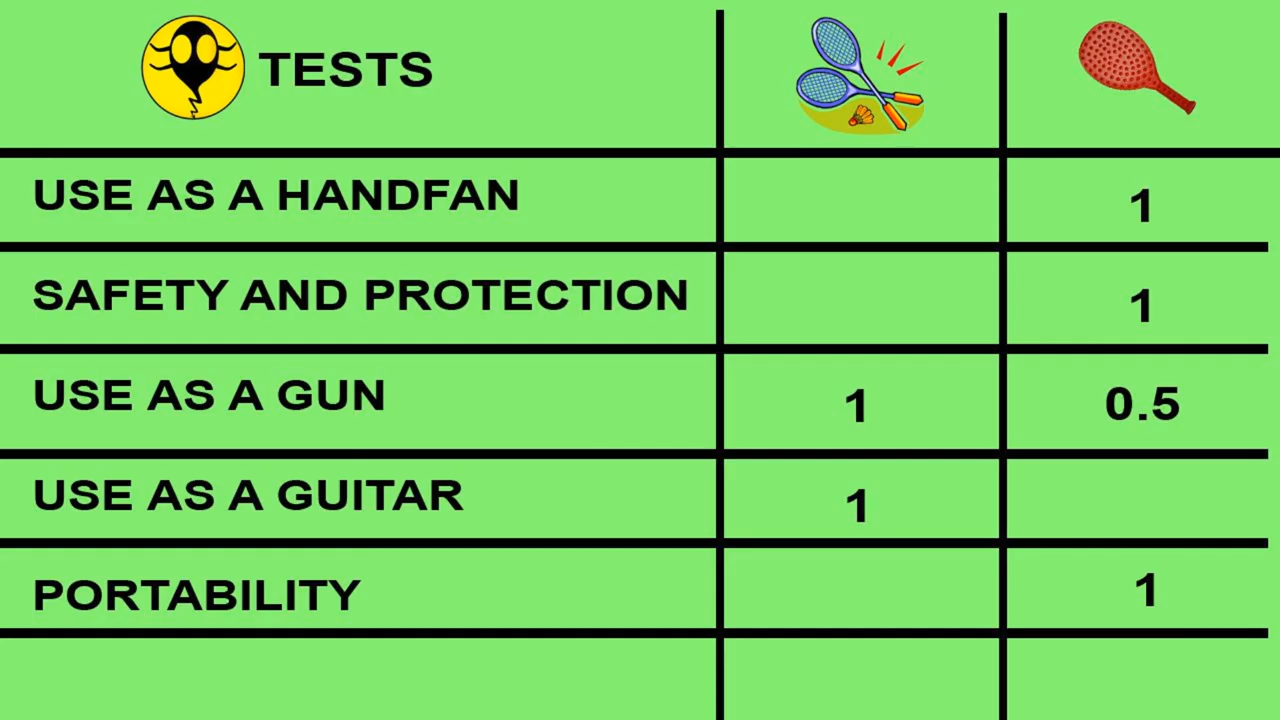 TESTS
USE AS A HANDFAN
1
SAFETY AND PROTECTION
1
USE AS A GUN
1
0.5
USE AS A GUITAR
1
PORTABILITY
1